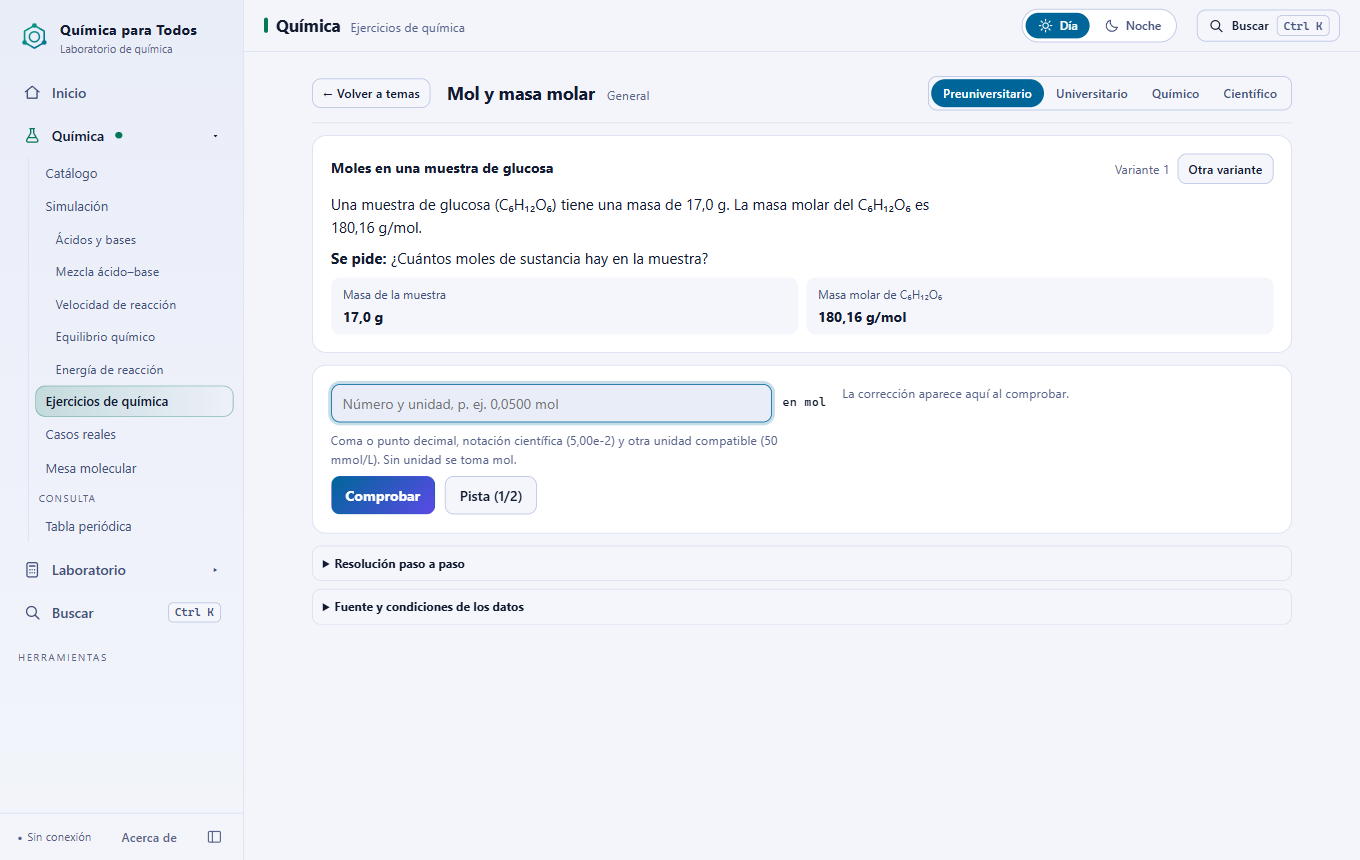 Química para Todos
Laboratorio de química
Inicio
Química
Catálogo
Simulación
Ácidos y bases
Mezcla ácido–base
Velocidad de reacción
Equilibrio químico
Energía de reacción
Ejercicios de química
Casos reales
Mesa molecular
CONSULTA
Tabla periódica
Laboratorio
Buscar Ctrl K
HERRAMIENTAS
Sin conexión Acerca de
Química Ejercicios de química
Día Noche Buscar Ctrl K
← Volver a temas Mol y masa molar General
Preuniversitario Universitario Químico Científico
Moles en una muestra de glucosa
Variante 1 Otra variante
Una muestra de glucosa (C₆H₁₂O₆) tiene una masa de 17,0 g. La masa molar del C₆H₁₂O₆ es
180,16 g/mol.
Se pide: ¿Cuántos moles de sustancia hay en la muestra?
Masa de la muestra
17,0 g
Masa molar de C₆H₁₂O₆
180,16 g/mol
Número y unidad, p. ej. 0,0500 mol en mol
La corrección aparece aquí al comprobar.
Coma o punto decimal, notación científica (5,00e-2) y otra unidad compatible (50
mmol/L). Sin unidad se toma mol.
Comprobar Pista (1/2)
Resolución paso a paso
Fuente y condiciones de los datos